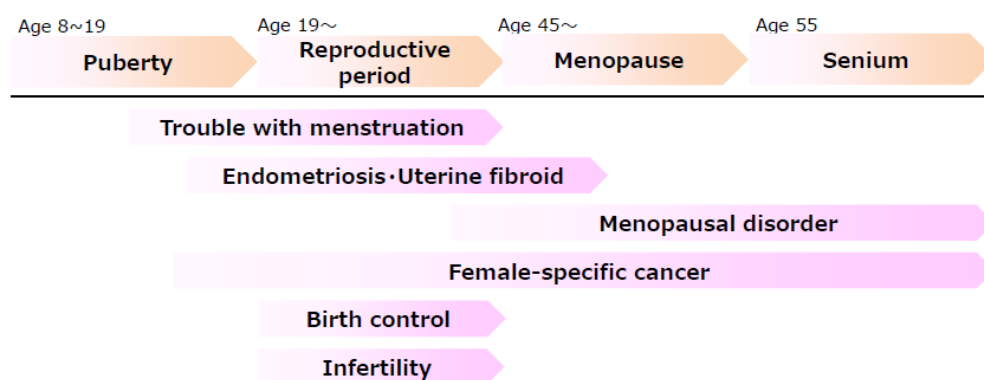 Age 8~19
Age 19～
Age 45～
Age 55
Puberty
Reproductive
period
Menopause
Senium
Trouble with menstruation
Endometriosis･Uterine fibroid
Menopausal disorder
Female-specific cancer
Birth control
Infertility